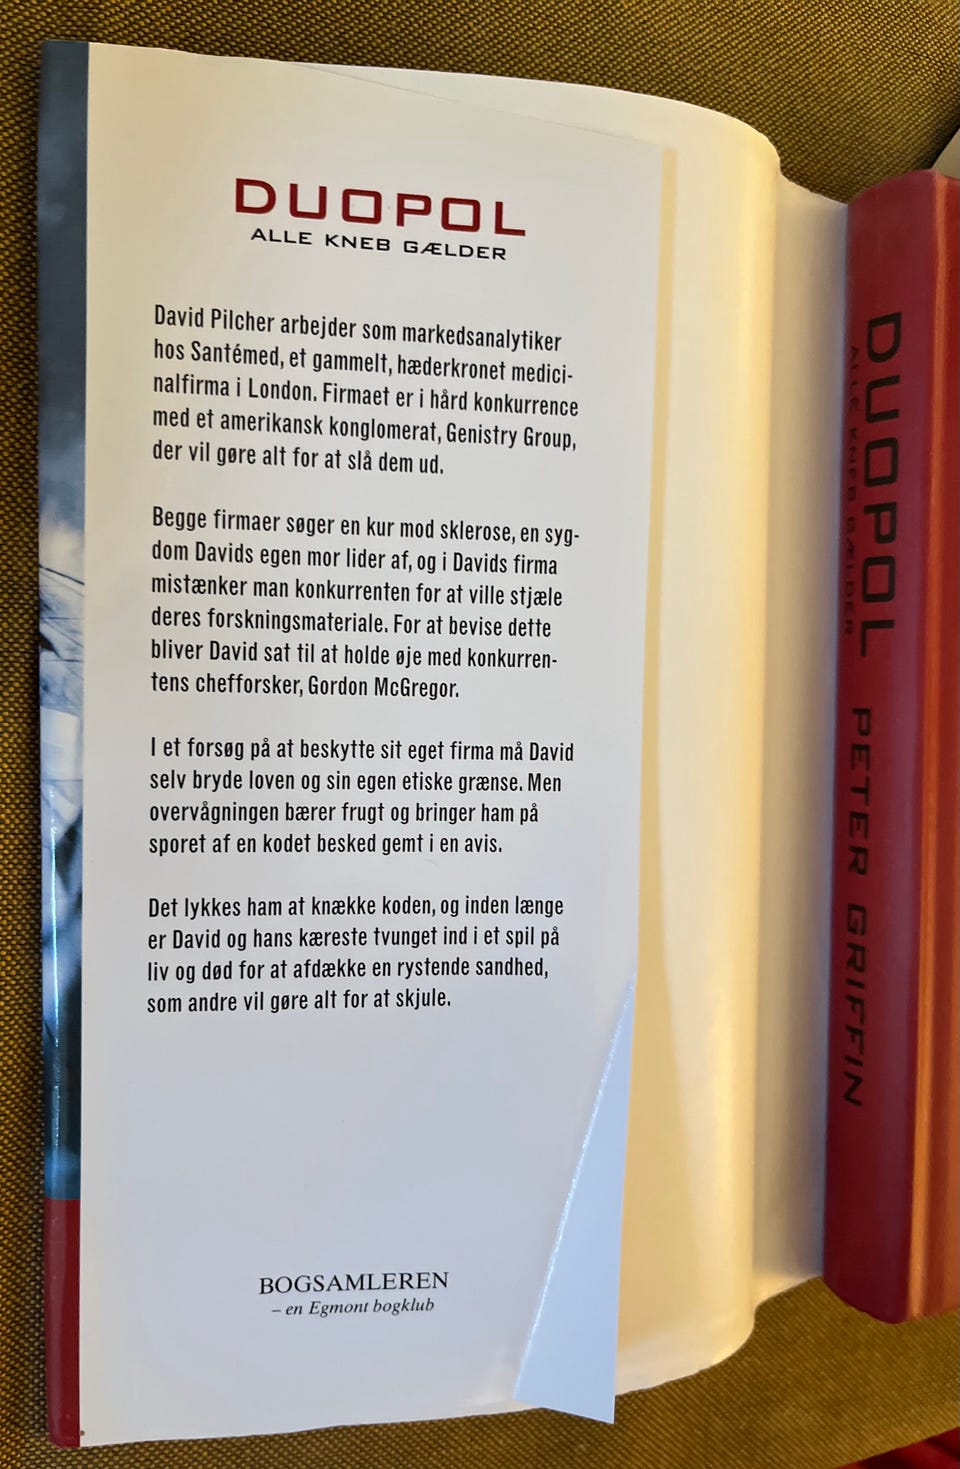 DUOPOL
ALLE KNEB GÆLDER
David Pilcher arbejder som markedsanalytiker
hos Santémed, et gammelt, hæderkronet medici-
nalfirma i London. Firmaet er i hård konkurrence
med et amerikansk konglomerat, Genistry Group,
der vil gøre alt for at slå dem ud.
Begge firmaer søger en kur mod sklerose, en syg-
dom Davids egen mor lider af, og i Davids firma
mistænker man konkurrenten for at ville stjæle
deres forskningsmateriale. For at bevise dette
bliver David sat til at holde øje med konkurren-
tens chefforsker, Gordon McGregor.
I et forsøg på at beskytte sit eget firma må David
selv bryde loven og sin egen etiske grænse. Men
overvågningen bærer frugt og bringer ham på
sporet af en kodet besked gemt i en avis.
Det lykkes ham at knække koden, og inden længe
er David og hans kæreste tvunget ind i et spil på
liv og død for at afdække en rystende sandhed,
som andre vil gøre alt for at skjule.
BOGSAMLEREN
– en Egmont bogklub
DUOPOL PETER GRIFFIN
ALLE KNEB GÆLDER